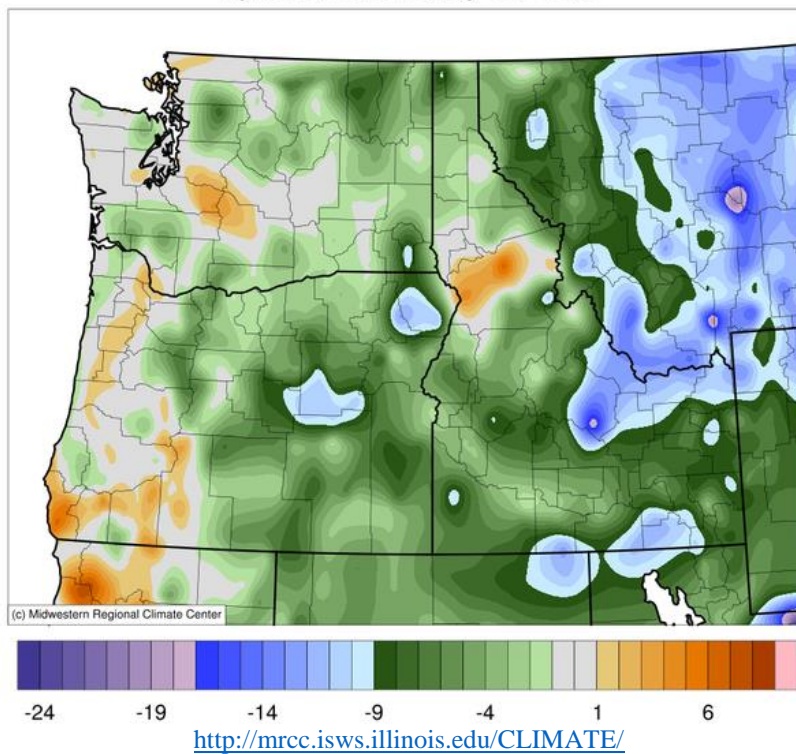 (c) Midwestern Regional Climate Center
-24 -19 -14 -9 -4 1 6
http://mrcc.isws.illinois.edu/CLIMATE/